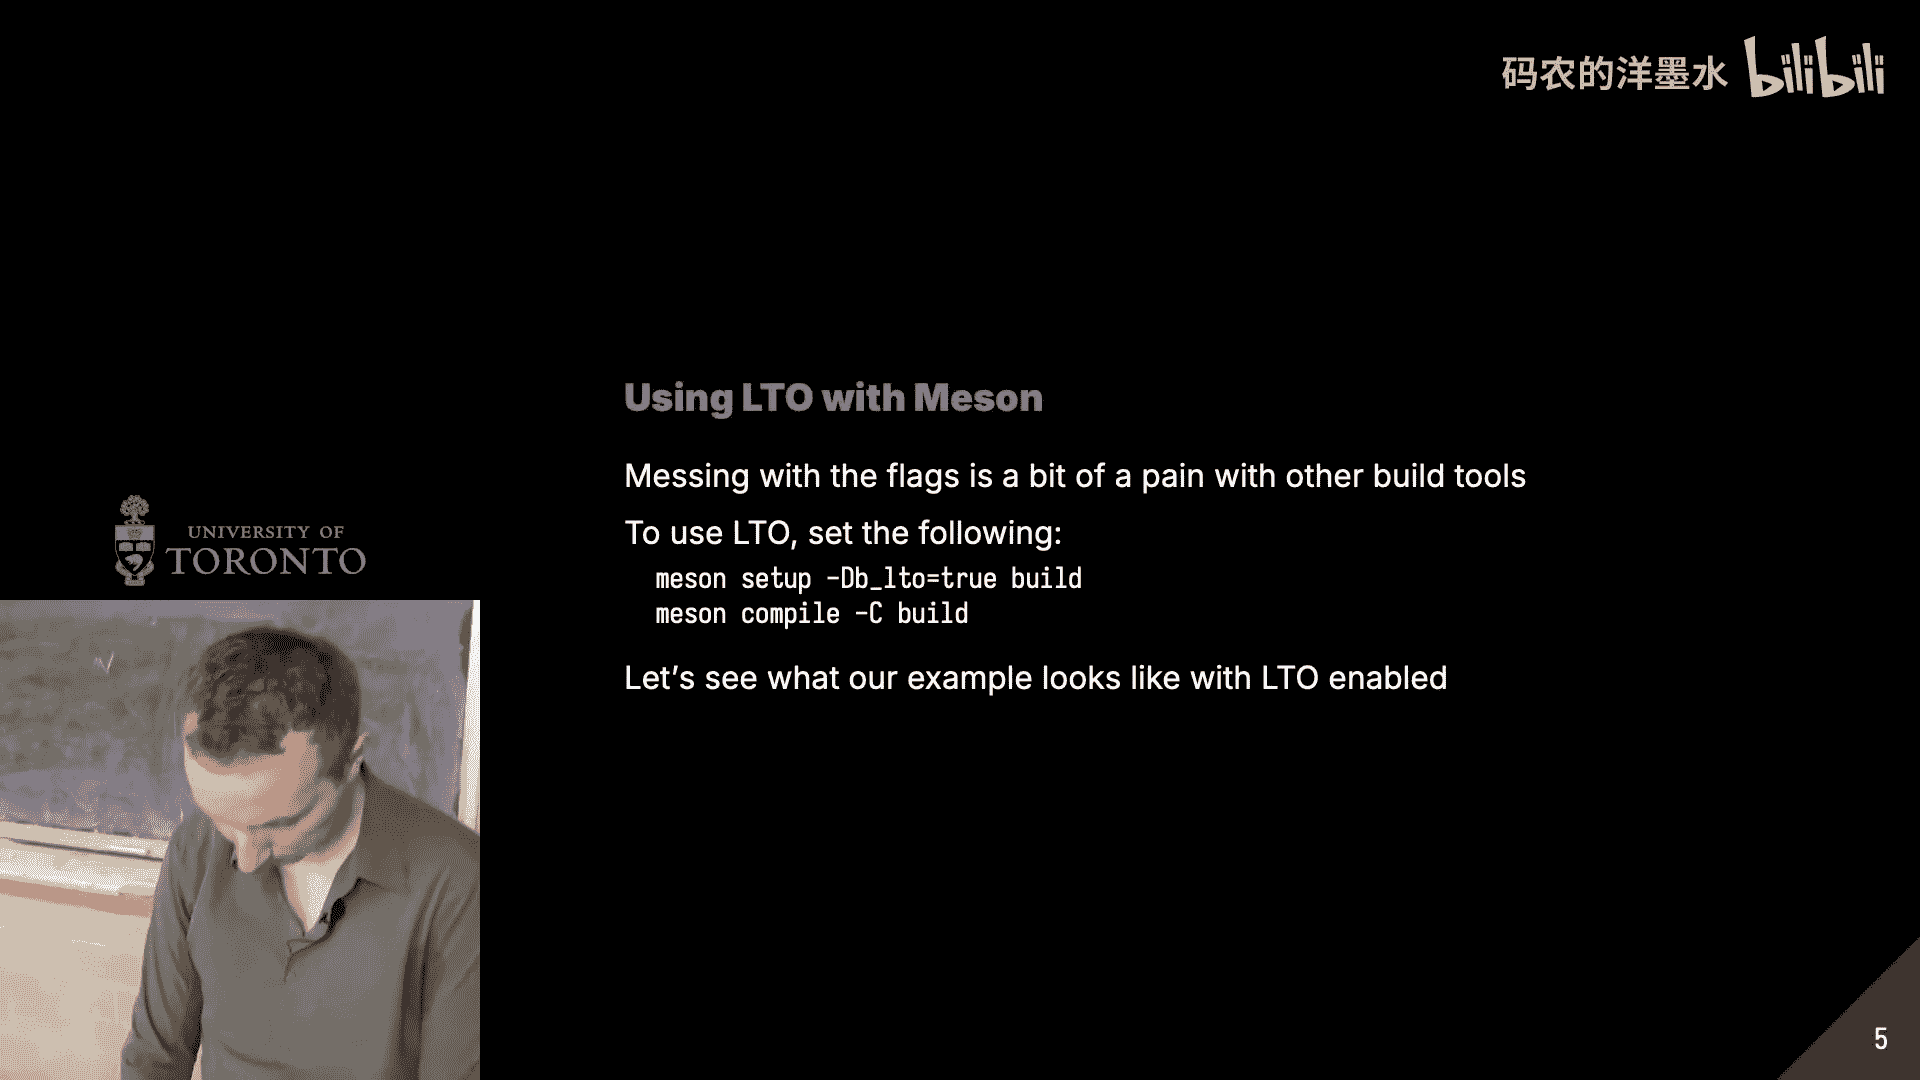 码农的洋墨水 bilibili
Using LTO with Meson
Messing with the flags is a bit of a pain with other build tools
To use LTO, set the following:
meson setup -Db_lto=true build
meson compile -C build
Let’s see what our example looks like with LTO enabled
UNIVERSITY OF
TORONTO
5